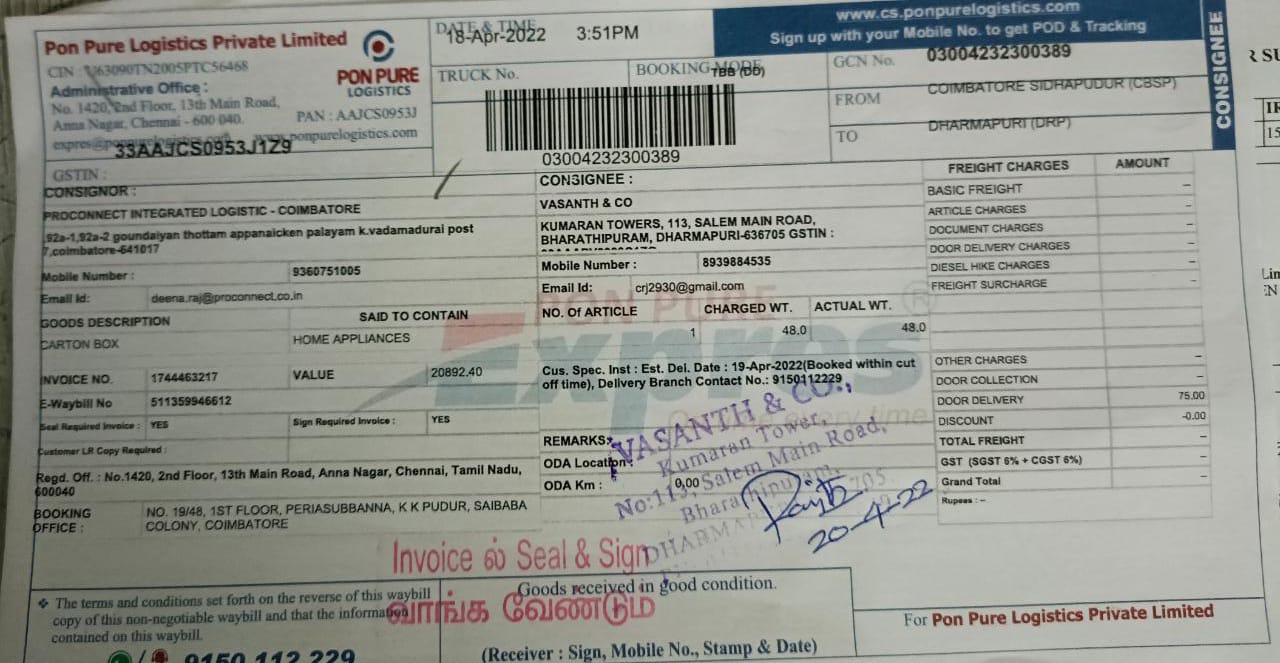 Pon Pure Logistics Private Limited
CIN : U63090TN2005PTC56468
Administrative Office :
No. 1420, 2nd Floor, 13th Main Road,
Anna Nagar, Chennai - 600 040.
PAN : AAJCS0953J
www.ponpurelogistics.com
33AAJCS0953J1Z9
GSTIN :
PON PURE
LOGISTICS
DATE & TIME
18-Apr-2022 3:51PM
TRUCK No.
BOOKING MODE
TBB (DD)
03004232300389
www.cs.ponpurelogistics.com
Sign up with your Mobile No. to get POD & Tracking
GCN No. 03004232300389
FROM COIMBATORE SIDHAPUDUR (CBSP)
TO DHARMAPURI (DRP)
CONSIGNEE
CONSIGNOR :
PROCONNECT INTEGRATED LOGISTIC - COIMBATORE
,92a-1,92a-2 goundaiyan thottam appanaicken palayam k.vadamadurai post
7,coimbatore-641017
Mobile Number : 9360751005
Email Id: deena.raj@proconnect.co.in
CONSIGNEE :
VASANTH & CO
KUMARAN TOWERS, 113, SALEM MAIN ROAD,
BHARATHIPURAM, DHARMAPURI-636705 GSTIN :
Mobile Number : 8939884535
Email Id: crj2930@gmail.com
GOODS DESCRIPTION SAID TO CONTAIN
CARTON BOX HOME APPLIANCES
NO. OF ARTICLE CHARGED WT. ACTUAL WT.
1 48.0 48.0
INVOICE NO. 1744463217 VALUE 20892.40
E-Waybill No 511359946612
Seal Required Invoice : YES Sign Required Invoice : YES
Customer LR Copy Required :
Cus. Spec. Inst : Est. Del. Date : 19-Apr-2022(Booked within cut
off time), Delivery Branch Contact No.: 9150112229
REMARKS:
ODA Location:
ODA Km : 0.00
PON PURE
Expres
®
time
Regd. Off : No.1420, 2nd Floor, 13th Main Road, Anna Nagar, Chennai, Tamil Nadu,
600040
BOOKING
OFFICE :
NO. 19/48, 1ST FLOOR, PERIASUBBANNA, K K PUDUR, SAIBABA
COLONY, COIMBATORE
FREIGHT CHARGES AMOUNT
BASIC FREIGHT –
ARTICLE CHARGES –
DOCUMENT CHARGES –
DOOR DELIVERY CHARGES –
DIESEL HIKE CHARGES –
FREIGHT SURCHARGE –
OTHER CHARGES –
DOOR COLLECTION –
DOOR DELIVERY 75.00
DISCOUNT -0.00
TOTAL FREIGHT –
GST (SGST 6% + CGST 6%) –
Grand Total –
Rupees : –
VASANTH & CO.,
Kumaran Tower,
No:113, Salem Main Road,
Bharathipuram,
20-4-22
Invoice ல் Seal & Sign
வாங்க வேண்டும்
❖ The terms and conditions set forth on the reverse of this waybill
copy of this non-negotiable waybill and that the information
contained on this waybill.
9150 112 229
Goods received in good condition.
(Receiver : Sign, Mobile No., Stamp & Date)
For Pon Pure Logistics Private Limited